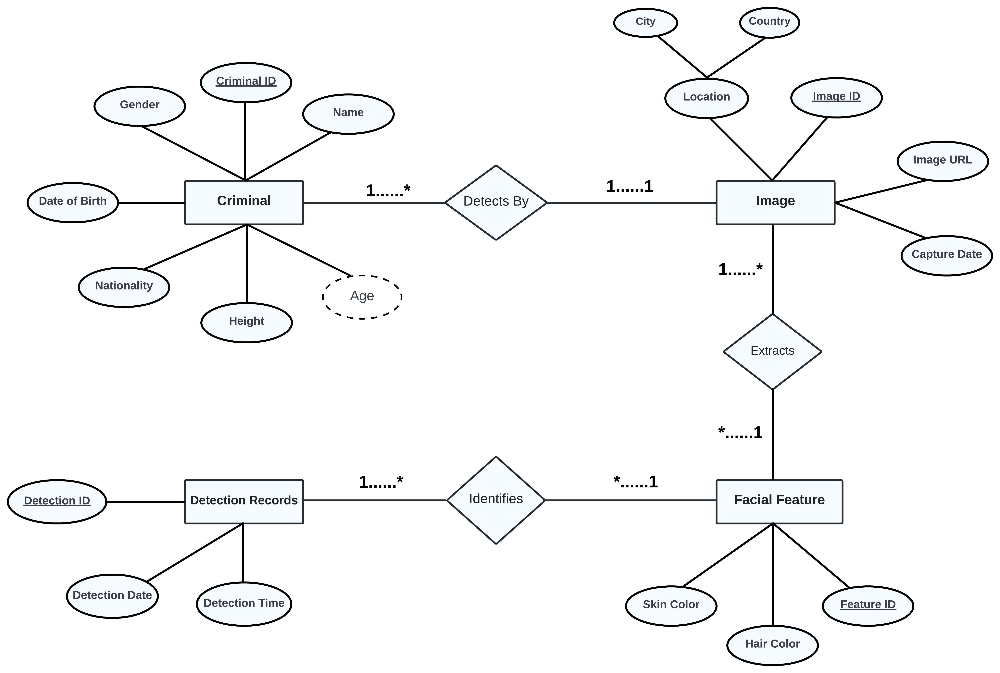 City
Country
Criminal ID
Gender
Name
Location
Image ID
Image URL
Date of Birth
Criminal
1......*
Detects By
1......1
Image
Capture Date
1......*
Nationality
Age
Height
Extracts
*......1
Detection ID
Detection Records
1......*
Identifies
*......1
Facial Feature
Detection Date
Detection Time
Skin Color
Feature ID
Hair Color